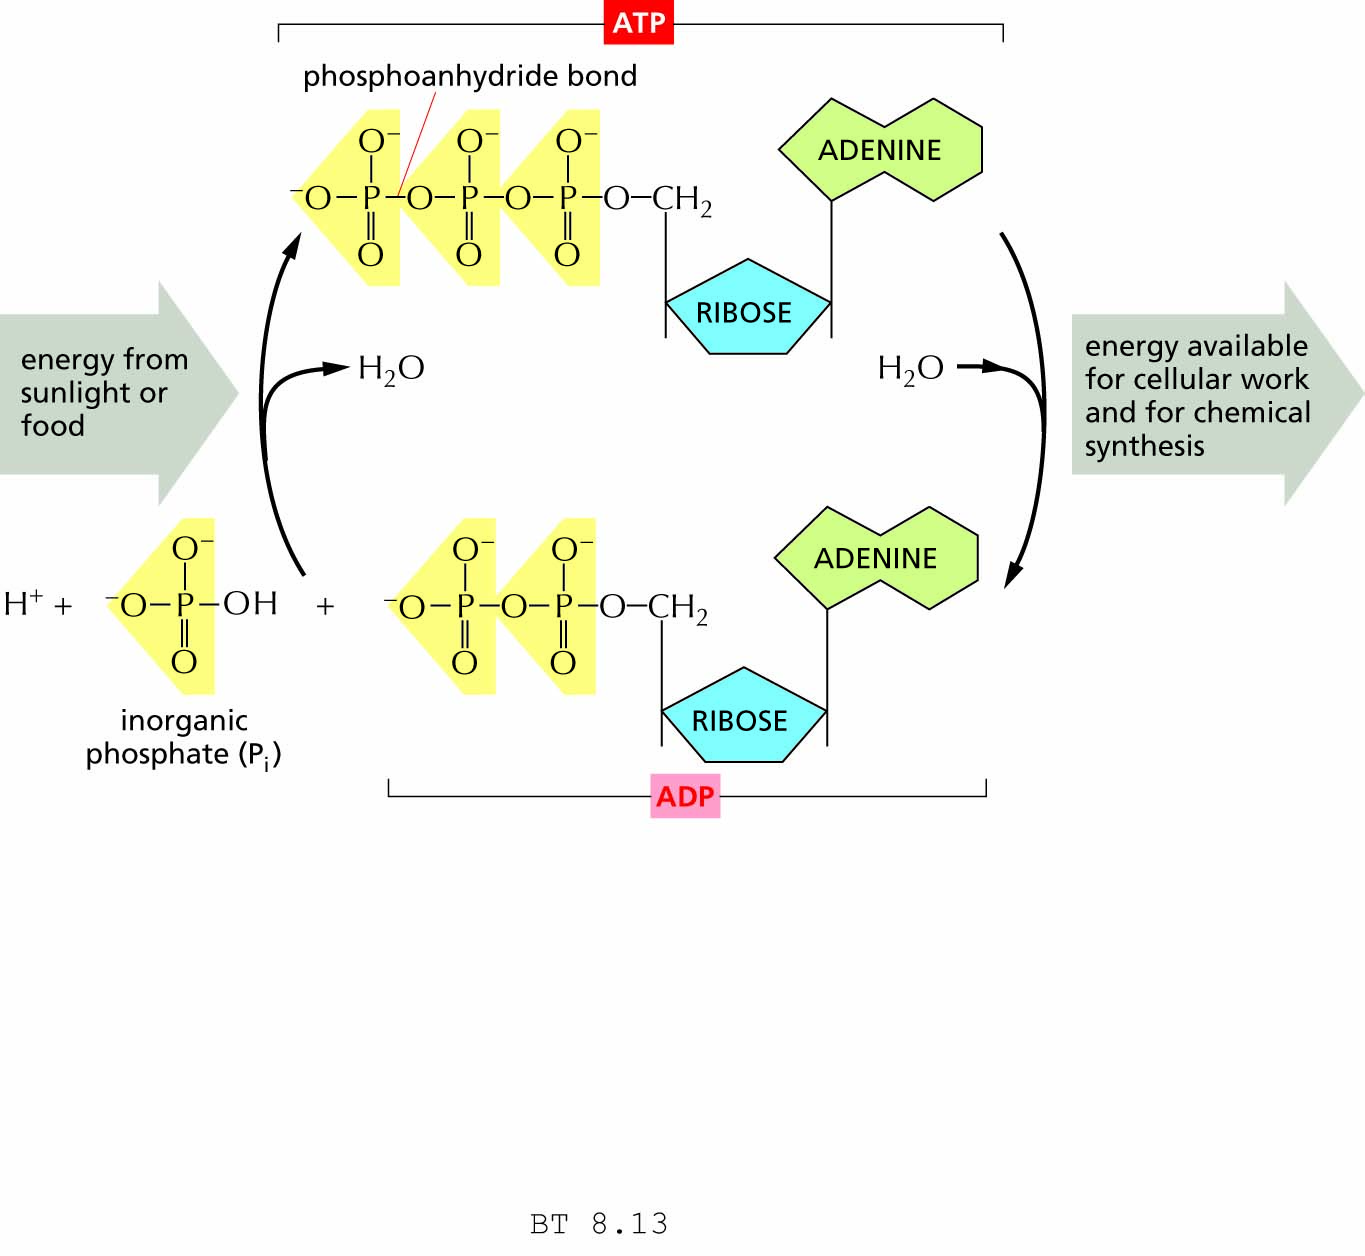 ATP
phosphoanhydride bond
O⁻ O⁻ O⁻
⁻O–P–O–P–O–P–O–CH₂
O O O
ADENINE
RIBOSE
energy from
sunlight or
food
H₂O
H₂O
energy available
for cellular work
and for chemical
synthesis
O⁻
H⁺ + ⁻O–P–OH +
O
inorganic
phosphate (Pᵢ)
O⁻ O⁻
⁻O–P–O–P–O–CH₂
O O
ADENINE
RIBOSE
ADP
BT 8.13